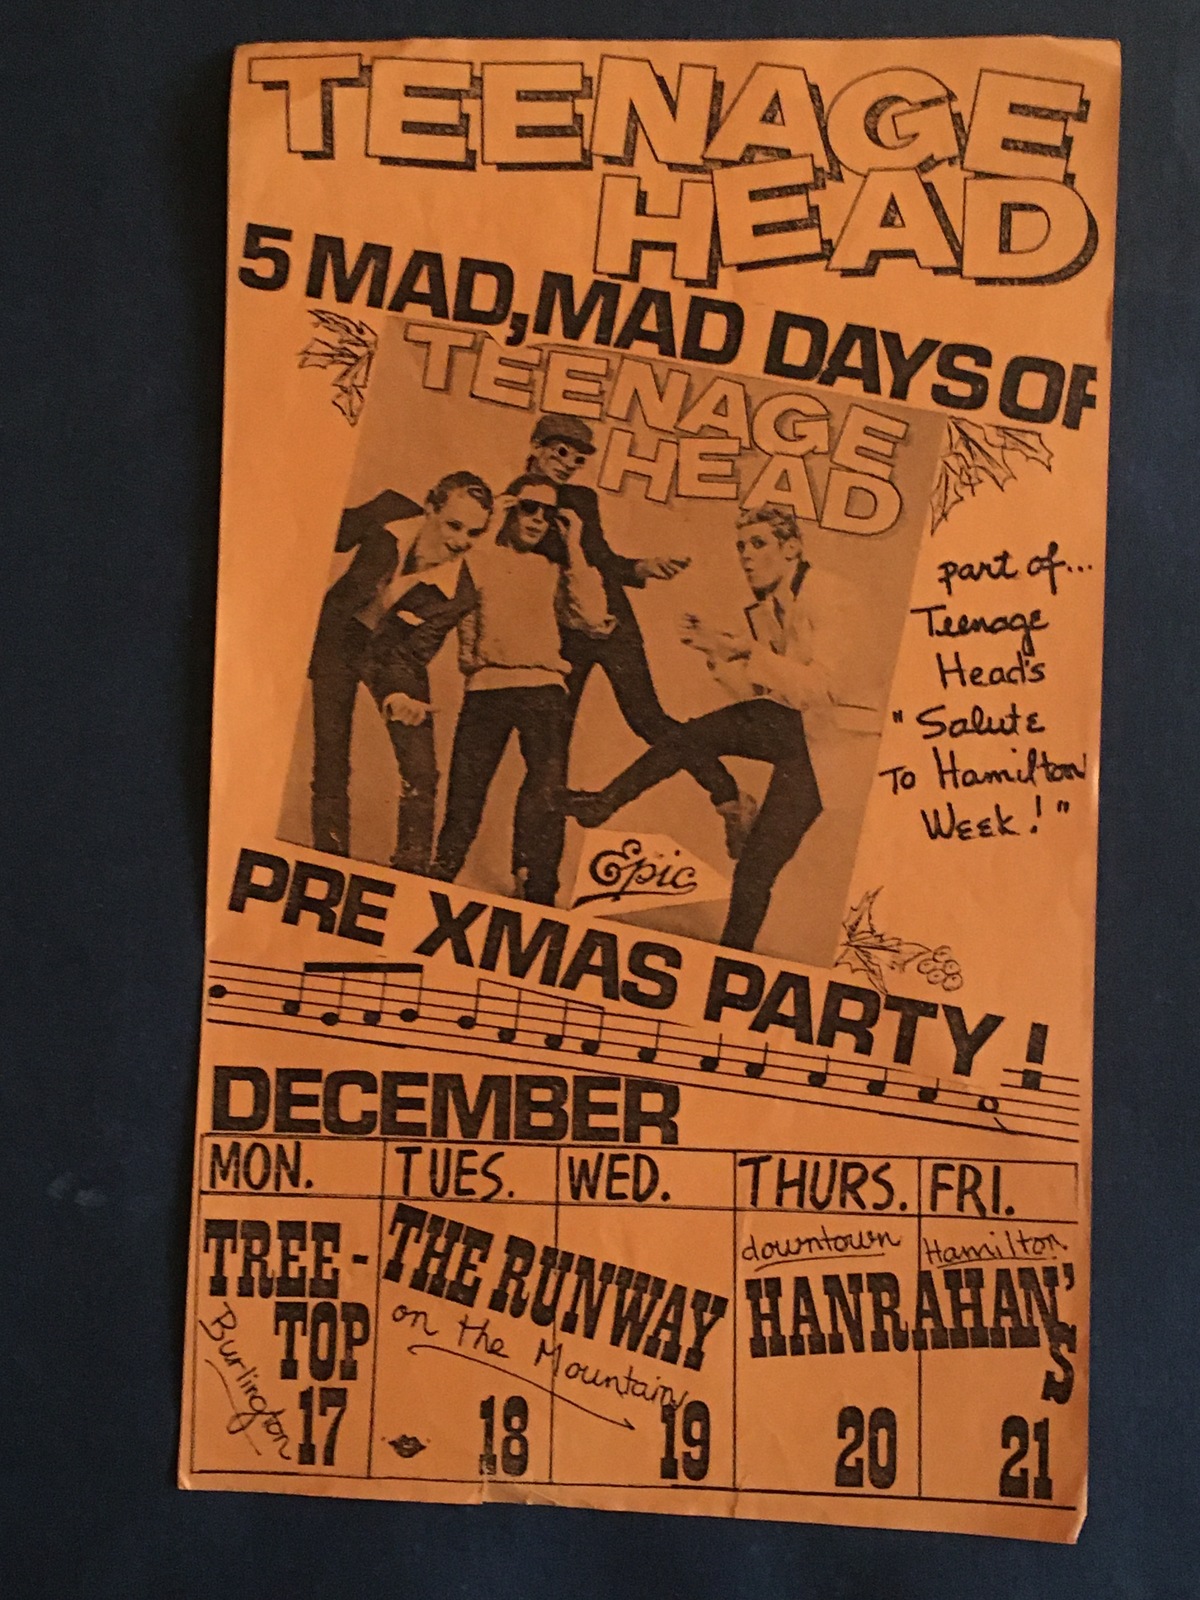 TEENAGE
HEAD
5 MAD, MAD DAYS OF
TEENAGE
HEAD
part of...
Teenage
Head's
"Salute
To Hamilton
Week!"
Epic
PRE XMAS PARTY!
DECEMBER
MON. TUES. WED. THURS. FRI.
TREE-
TOP
Burlington
17
THE RUNWAY
on the Mountain
18 19
downtown Hamilton
HANRAHAN'S
20 21